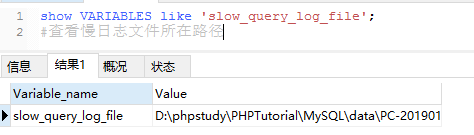 1 show VARIABLES like 'slow_query_log_file';
2 #查看慢日志文件所在路径
信息 结果1 概况 状态
Variable_name Value
slow_query_log_file D:\phpstudy\PHPTutorial\MySQL\data\PC-201901